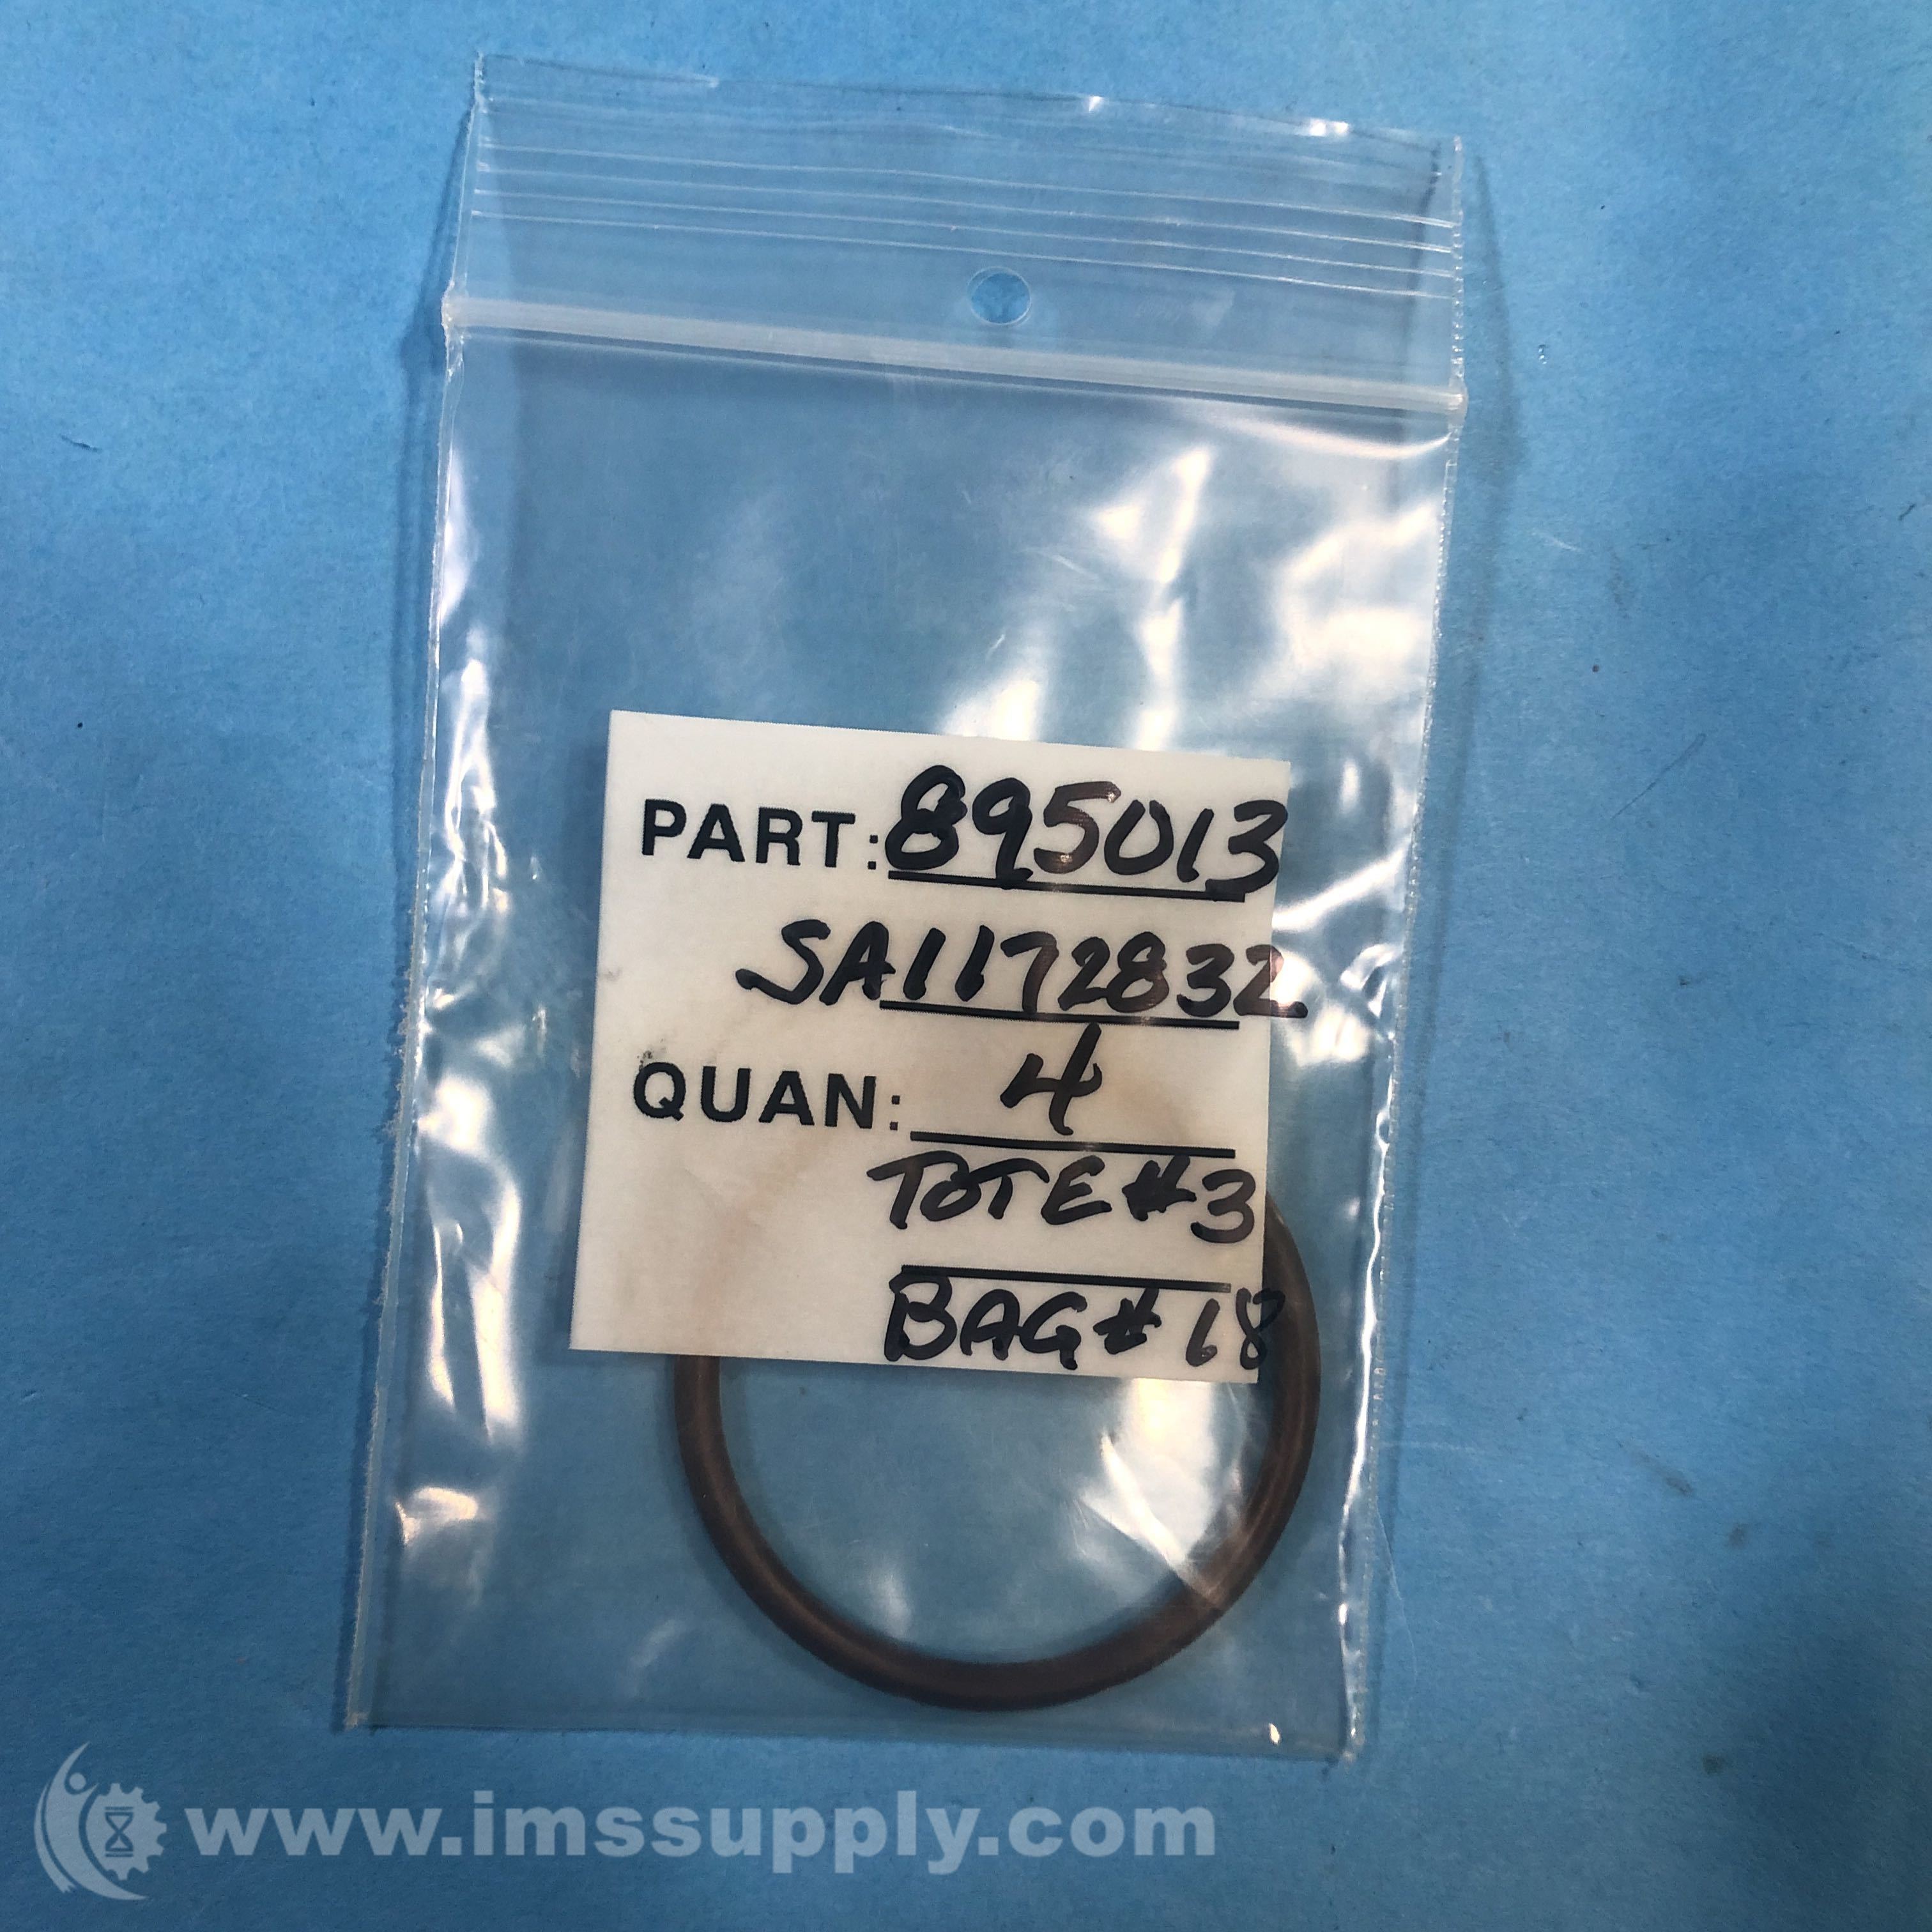 PART: 895013
SA1172832
QUAN: 4
TOTE # 3
BAG # 18
www.imssupply.com